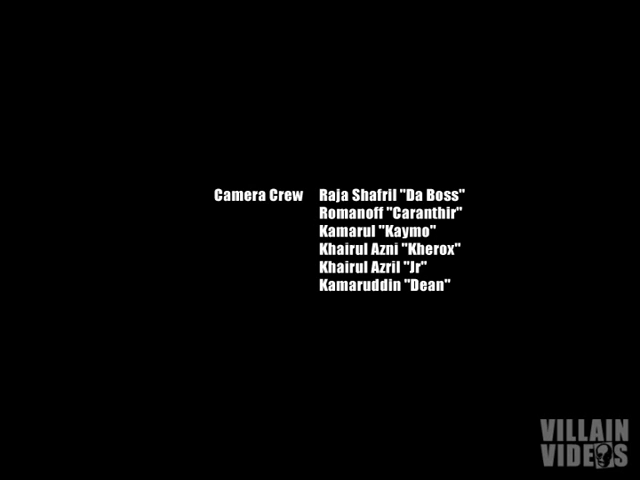 Camera Crew Raja Shafril "Da Boss"
Romanoff "Caranthir"
Kamarul "Kaymo"
Khairul Azni "Kherox"
Khairul Azril "Jr"
Kamaruddin "Dean"
VILLAIN
VIDEOS